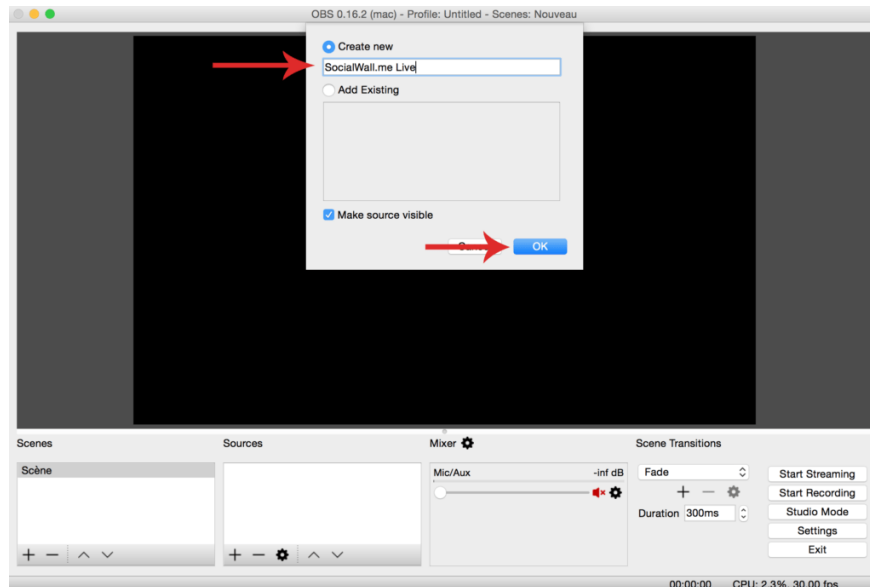 OBS 0.16.2 (mac) - Profile: Untitled - Scenes: Nouveau
Create new
SocialWall.me Live
Add Existing
Make source visible
OK
Scenes
Sources
Mixer
Scene Transitions
Scène
Mic/Aux
-inf dB
Fade
Duration 300ms
Start Streaming
Start Recording
Studio Mode
Settings
Exit
00:00:00 CPU: 2.3%, 30.00 fps